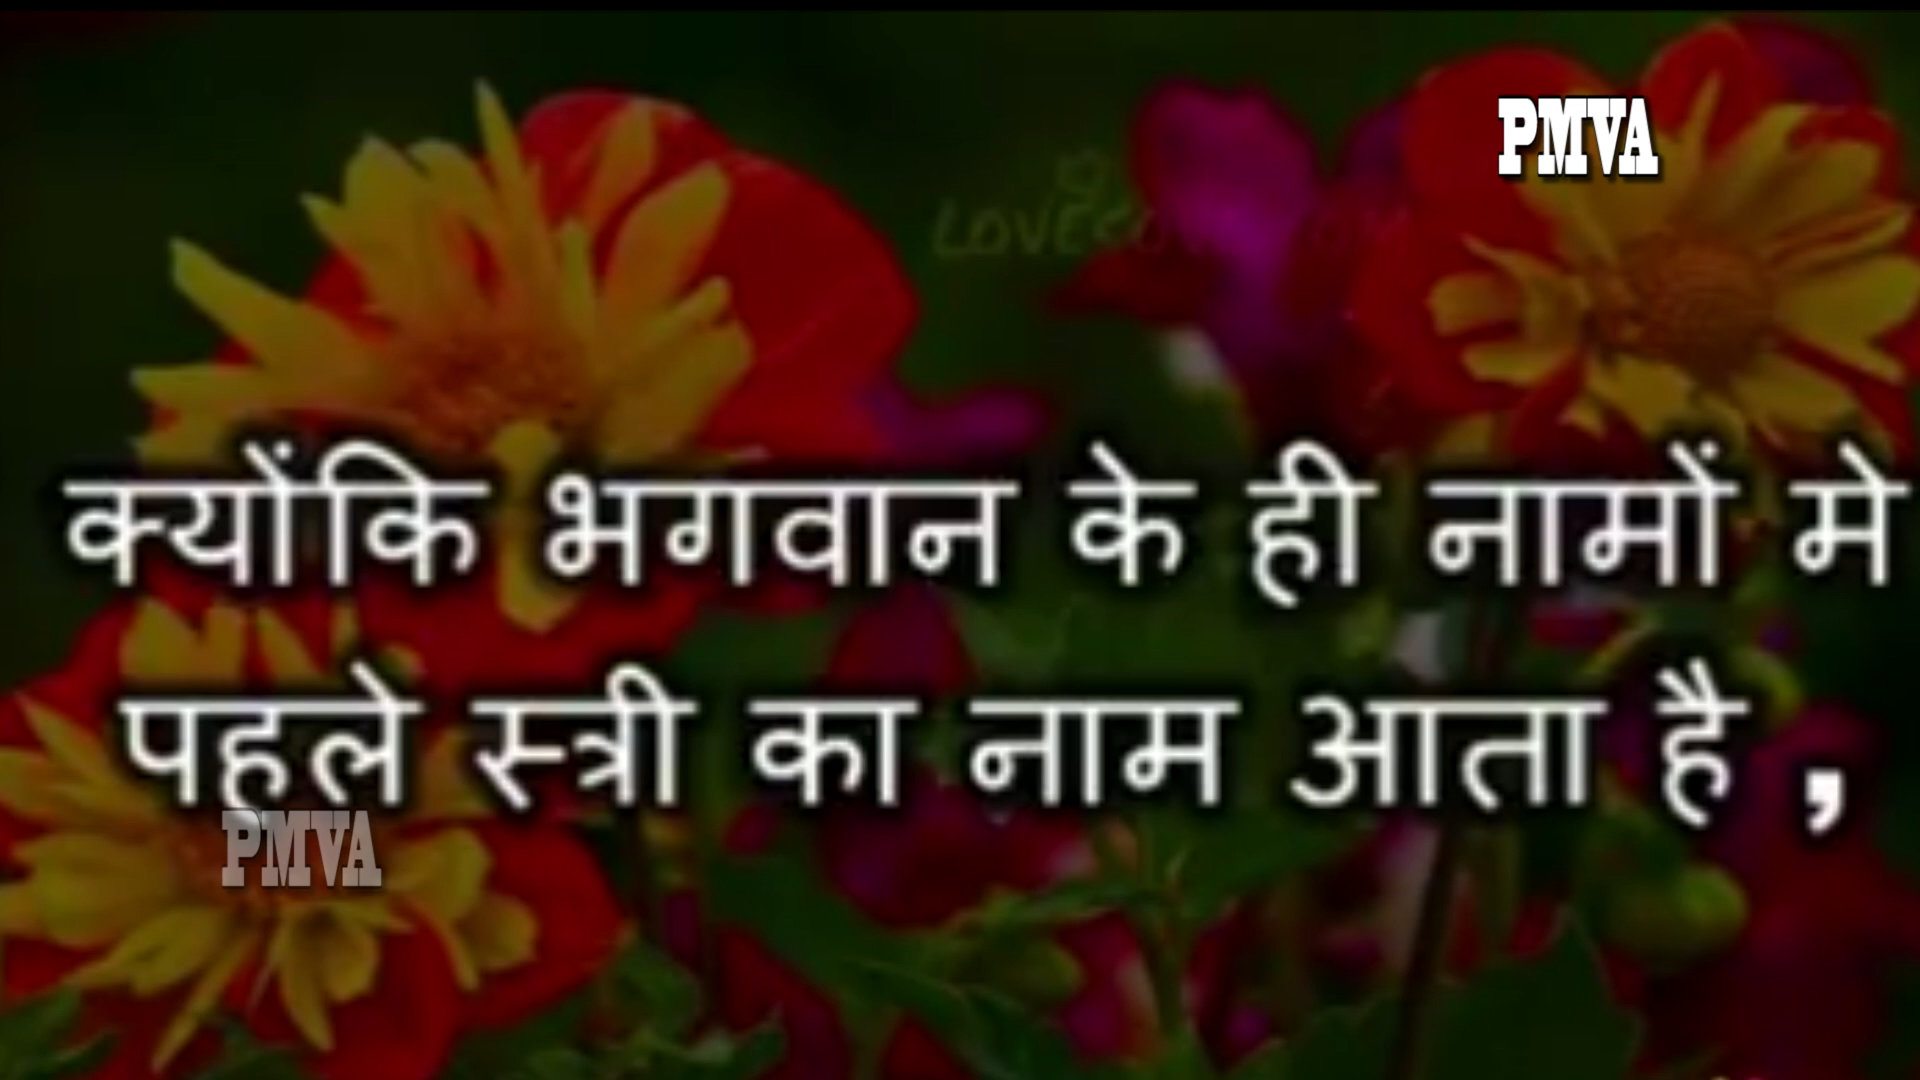 PMVA
क्योंकि भगवान के ही नामों मे
पहले स्त्री का नाम आता है ,
PMVA